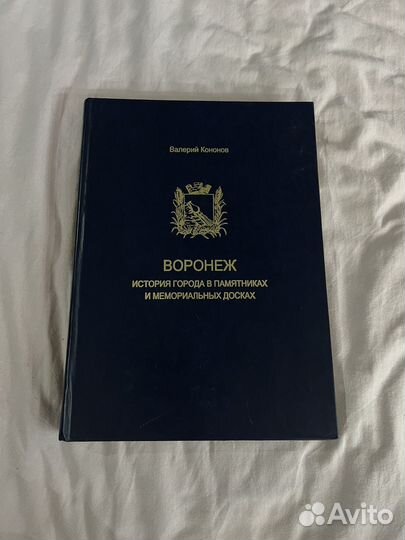 Валерий Кононов
ВОРОНЕЖ
ИСТОРИЯ ГОРОДА В ПАМЯТНИКАХ
И МЕМОРИАЛЬНЫХ ДОСКАХ
Avito